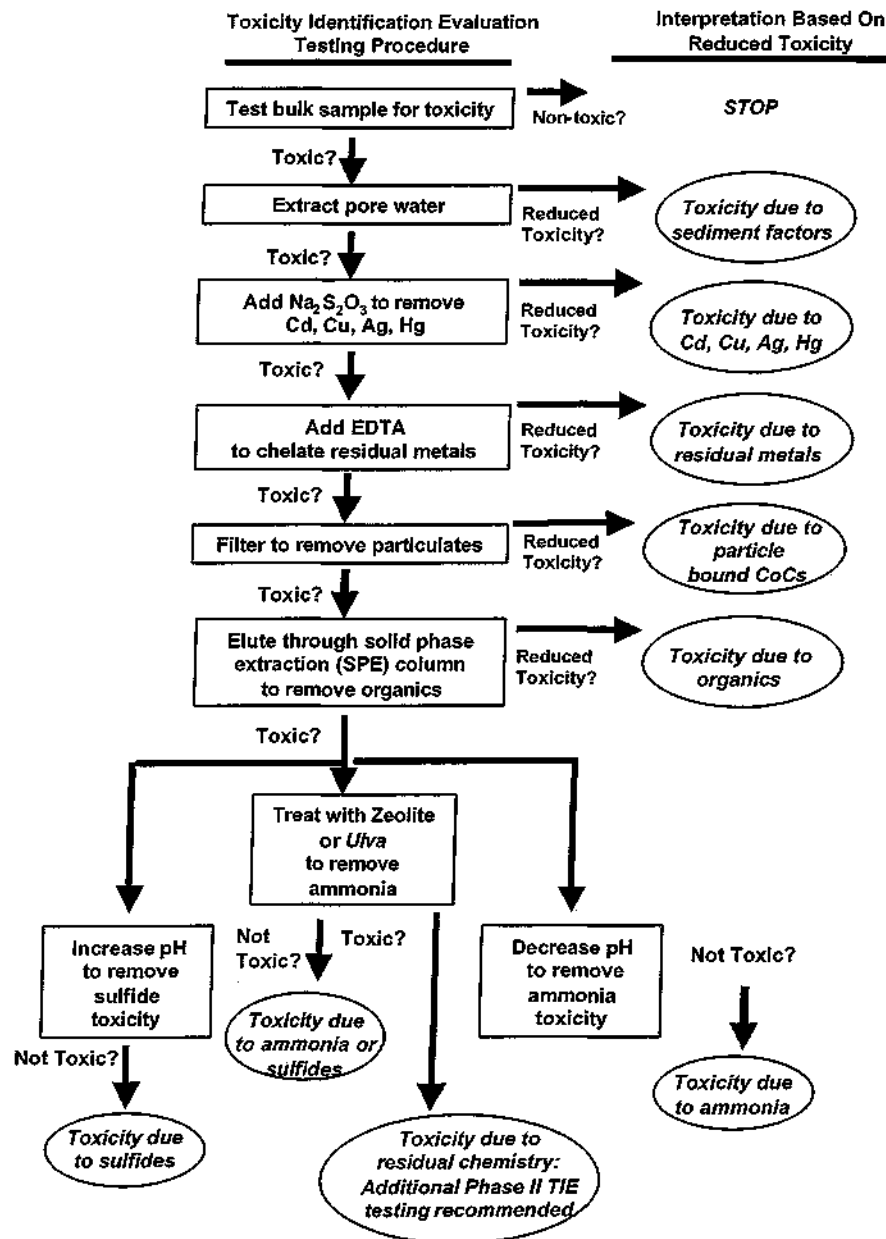 Toxicity Identification Evaluation
Testing Procedure
Interpretation Based On
Reduced Toxicity
Test bulk sample for toxicity
Non-toxic?
STOP
Toxic?
Extract pore water
Reduced
Toxicity?
Toxicity due to
sediment factors
Toxic?
Add Na₂S₂O₃ to remove
Cd, Cu, Ag, Hg
Reduced
Toxicity?
Toxicity due to
Cd, Cu, Ag, Hg
Toxic?
Add EDTA
to chelate residual metals
Reduced
Toxicity?
Toxicity due to
residual metals
Toxic?
Filter to remove particulates
Reduced
Toxicity?
Toxicity due to
particle
bound CoCs
Toxic?
Elute through solid phase
extraction (SPE) column
to remove organics
Reduced
Toxicity?
Toxicity due to
organics
Toxic?
Treat with Zeolite
or Ulva
to remove
ammonia
Increase pH
to remove
sulfide
toxicity
Not
Toxic?
Toxic?
Decrease pH
to remove
ammonia
toxicity
Not Toxic?
Not Toxic?
Toxicity due
to ammonia or
sulfides
Toxicity due
to ammonia
Toxicity due
to sulfides
Toxicity due to
residual chemistry:
Additional Phase II TIE
testing recommended